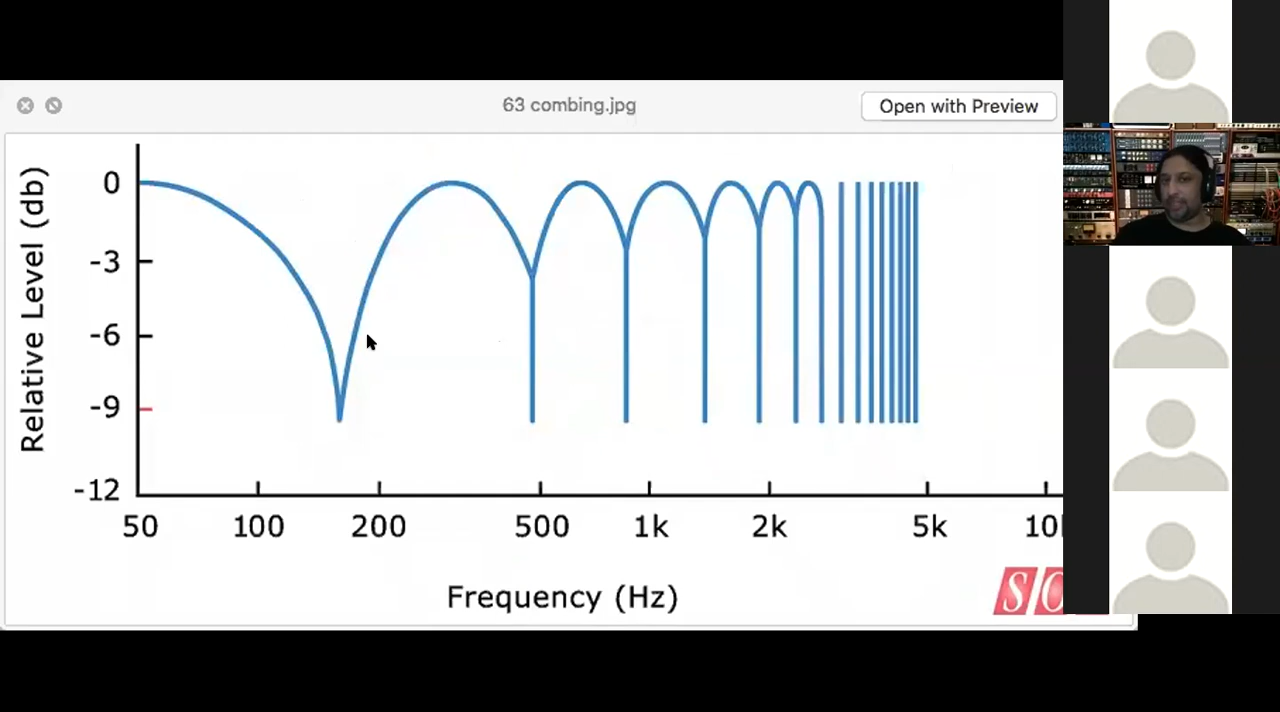 63 combing.jpg
Open with Preview
Relative Level (db)
0
-3
-6
-9
-12
50 100 200 500 1k 2k 5k
Frequency (Hz)